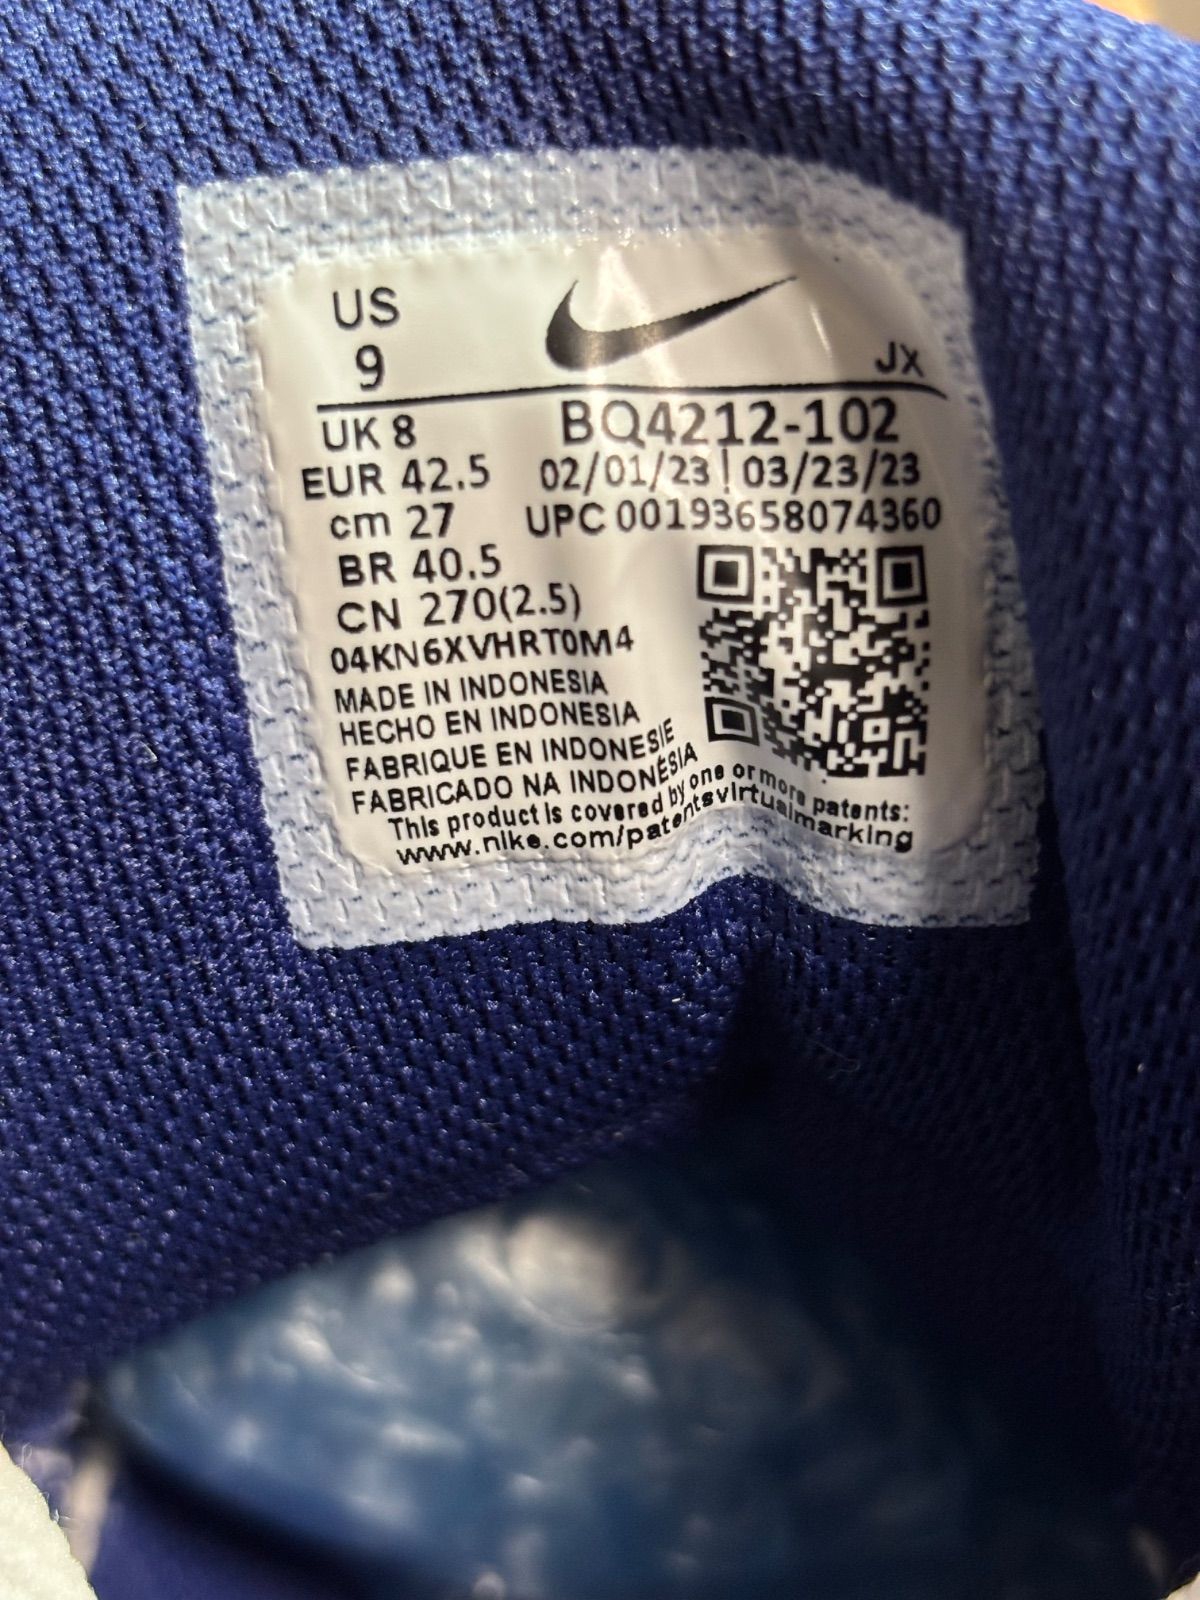 US
9
JX
UK 8
BQ4212-102
EUR 42.5
02/01/23 | 03/23/23
cm 27
UPC 00193658074360
BR 40.5
CN 270(2.5)
04KN6XVHRT0M4
MADE IN INDONESIA
HECHO EN INDONESIA
FABRIQUE EN INDONESIE
FABRICADO NA INDONÉSIA
This product is covered by one or more patents:
www.nike.com/patentsvirtualmarking